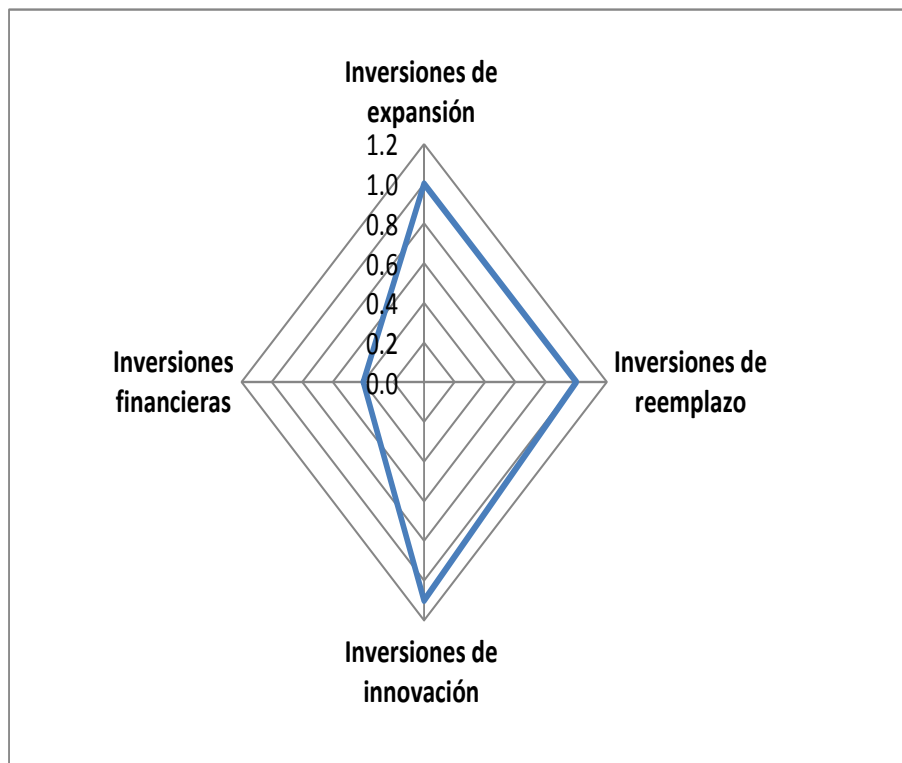 Inversiones de
expansión
1.2
1.0
0.8
0.6
0.4
0.2
0.0
Inversiones
financieras
Inversiones de
reemplazo
Inversiones de
innovación